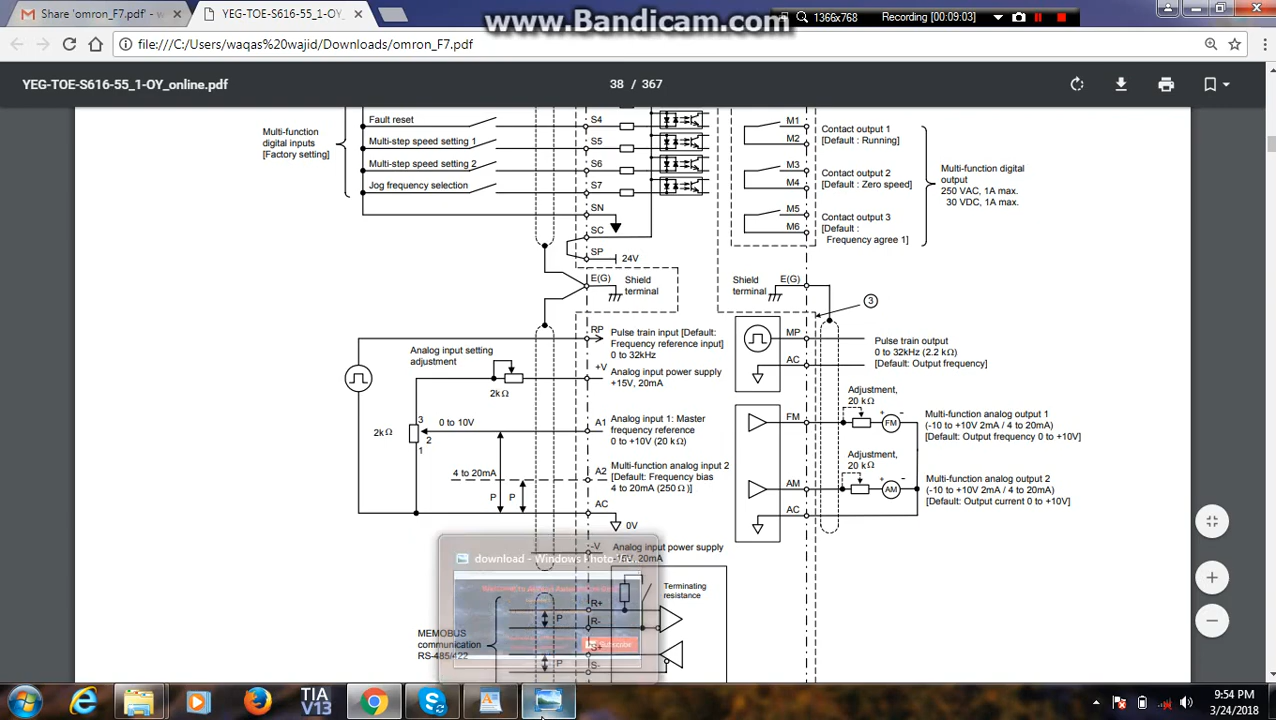 www.Bandicam.com
1366x768
Recording [00:09:03]
Share omron_F7.pdf - w
YEG-TOE-S616-55_1-OY_
file:///C:/Users/waqas%20wajid/Downloads/omron_F7.pdf
YEG-TOE-S616-55_1-OY_online.pdf
38 / 367
Multi-function
digital inputs
[Factory setting]
Fault reset
Multi-step speed setting 1
Multi-step speed setting 2
Jog frequency selection
S4
S5
S6
S7
SN
SC
SP
24V
E(G)
Shield
terminal
M1
M2
M3
M4
M5
M6
Contact output 1
[Default : Running]
Contact output 2
[Default : Zero speed]
Contact output 3
[Default :
Frequency agree 1]
Multi-function digital
output
250 VAC, 1A max.
30 VDC, 1A max.
Shield
terminal
E(G)
3
Analog input setting
adjustment
2kΩ
2kΩ
3
2
1
0 to 10V
4 to 20mA
P
P
RP
Pulse train input [Default:
Frequency reference input]
0 to 32kHz
+V
Analog input power supply
+15V, 20mA
A1
Analog input 1: Master
frequency reference
0 to +10V (20 kΩ)
A2
Multi-function analog input 2
[Default: Frequency bias
4 to 20mA (250Ω)]
AC
0V
-V
Analog input power supply
-15V, 20mA
MP
AC
Pulse train output
0 to 32kHz (2.2 kΩ)
[Default: Output frequency]
Adjustment,
20 kΩ
FM
+
-
FM
Multi-function analog output 1
(-10 to +10V 2mA / 4 to 20mA)
[Default: Output frequency 0 to +10V]
Adjustment,
20 kΩ
AM
+
-
AM
AC
Multi-function analog output 2
(-10 to +10V 2mA / 4 to 20mA)
[Default: Output current 0 to +10V]
download - Windows Photo
Subscribe
MEMOBUS
communication
RS-485/422
R+
R-
S+
S-
P
P
Terminating
resistance
TIA
V13
9:54 PM
3/24/2018